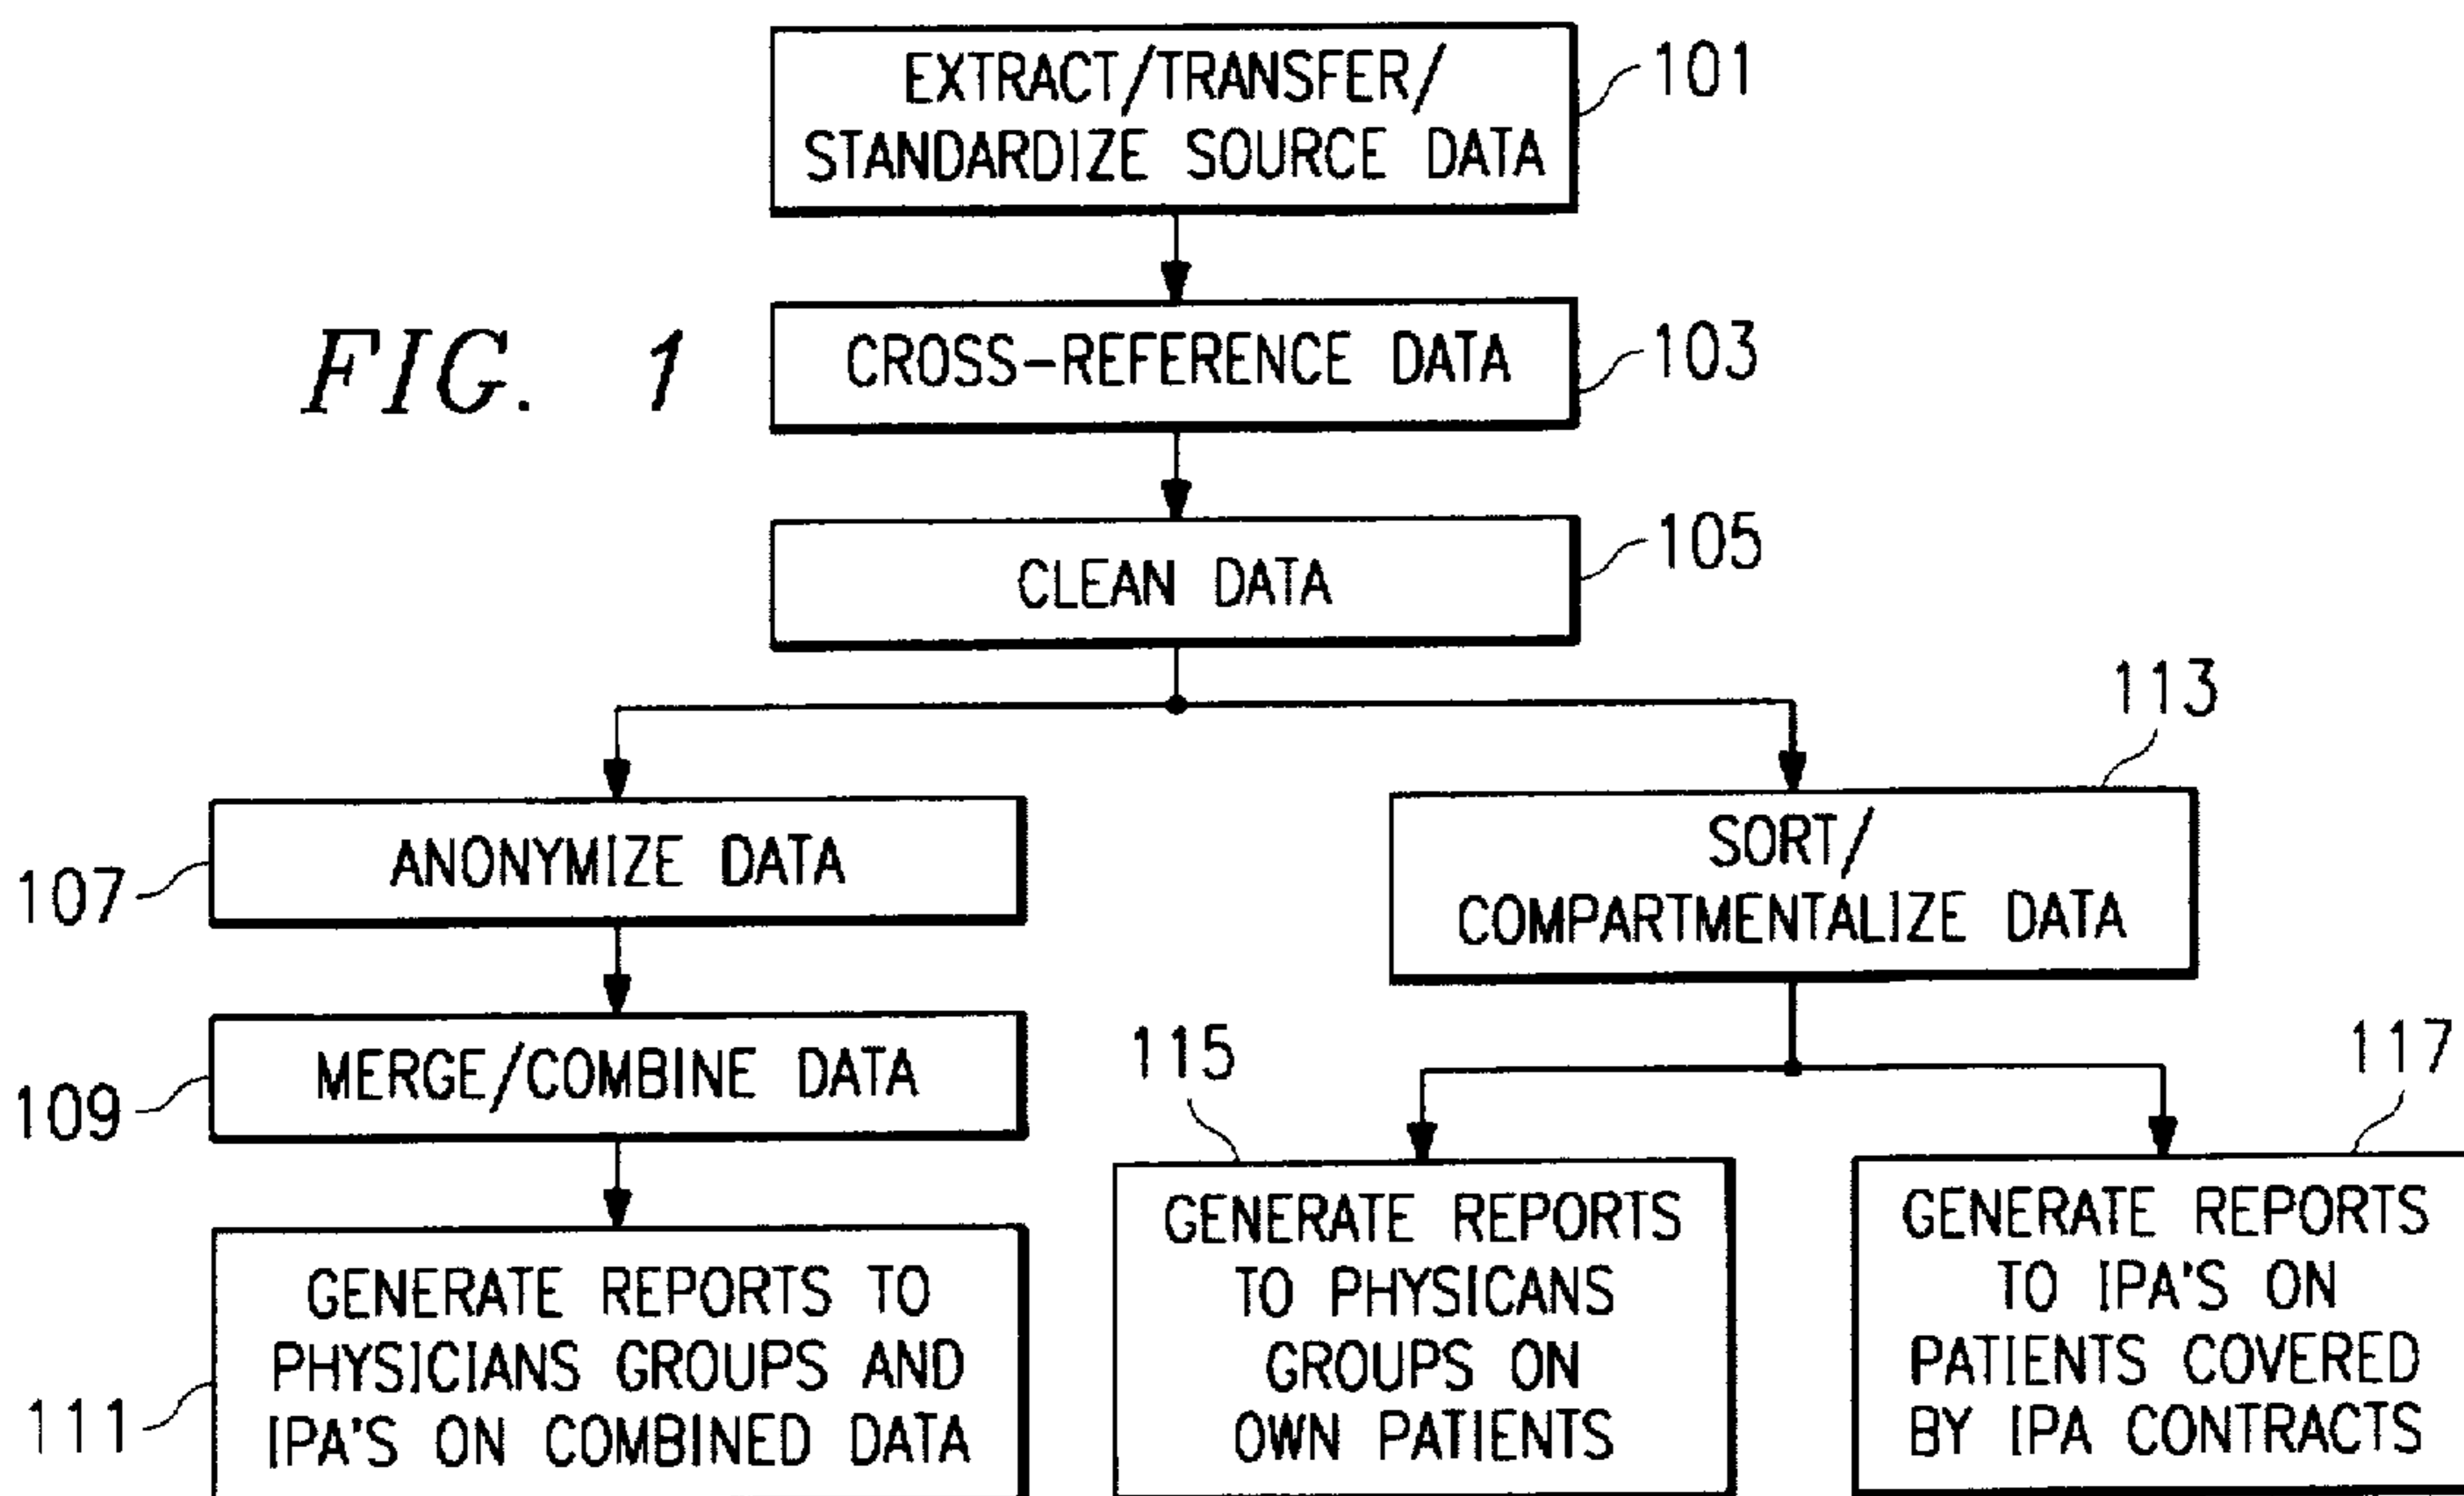 EXTRACT/TRANSFER/
STANDARDIZE SOURCE DATA
101
FIG. 1
CROSS-REFERENCE DATA
103
CLEAN DATA
105
113
ANONYMIZE DATA
107
SORT/
COMPARTMENTALIZE DATA
MERGE/COMBINE DATA
109
115
117
GENERATE REPORTS TO
PHYSICIANS GROUPS AND
IPA'S ON COMBINED DATA
111
GENERATE REPORTS
TO PHYSICANS
GROUPS ON
OWN PATIENTS
GENERATE REPORTS
TO IPA'S ON
PATIENTS COVERED
BY IPA CONTRACTS